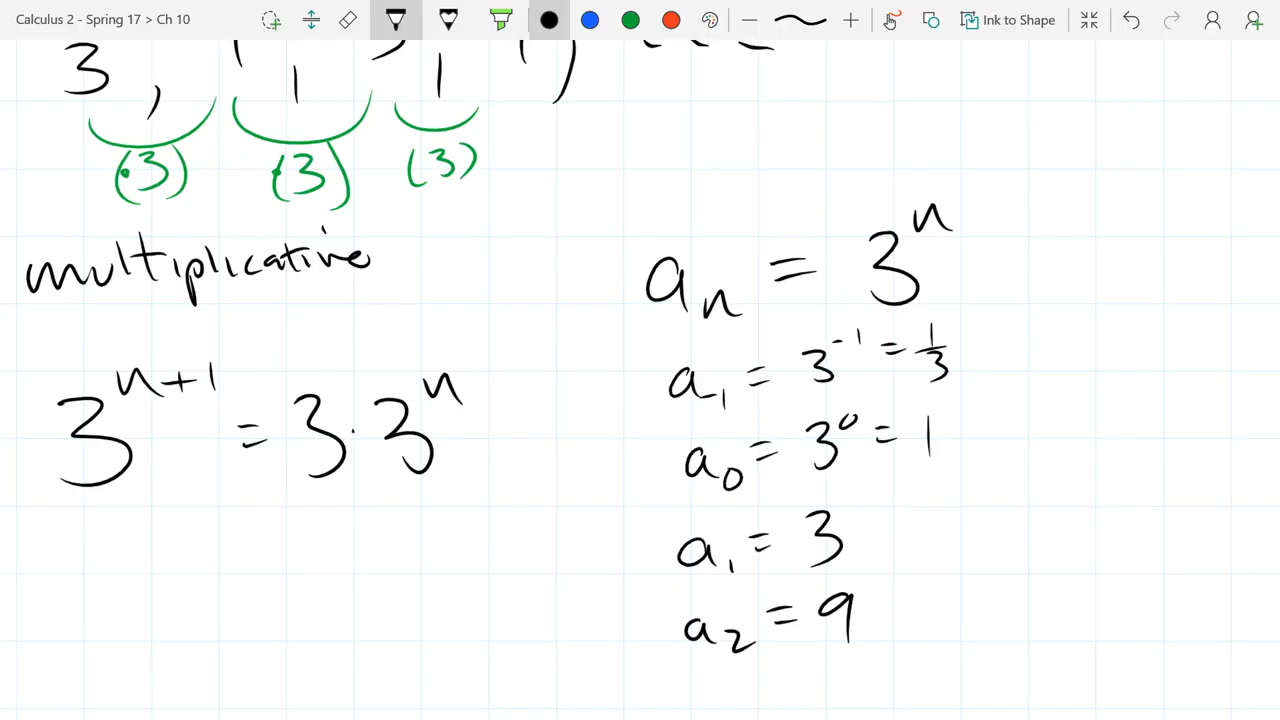 Calculus 2 - Spring 17 > Ch 10
Ink to Shape
3,
(·3) (·3) (3)
multiplicative
3^{n+1} = 3·3^n
a_n = 3^n
a_{-1} = 3^{-1} = 1/3
a_0 = 3^0 = 1
a_1 = 3
a_2 = 9